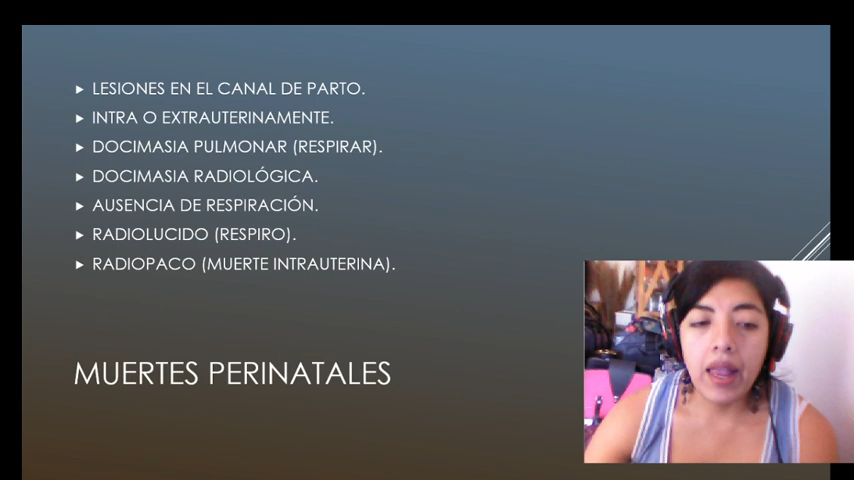 LESIONES EN EL CANAL DE PARTO.
INTRA O EXTRAUTERINAMENTE.
DOCIMASIA PULMONAR (RESPIRAR).
DOCIMASIA RADIOLÓGICA.
AUSENCIA DE RESPIRACIÓN.
RADIOLUCIDO (RESPIRO).
RADIOPACO (MUERTE INTRAUTERINA).
MUERTES PERINATALES